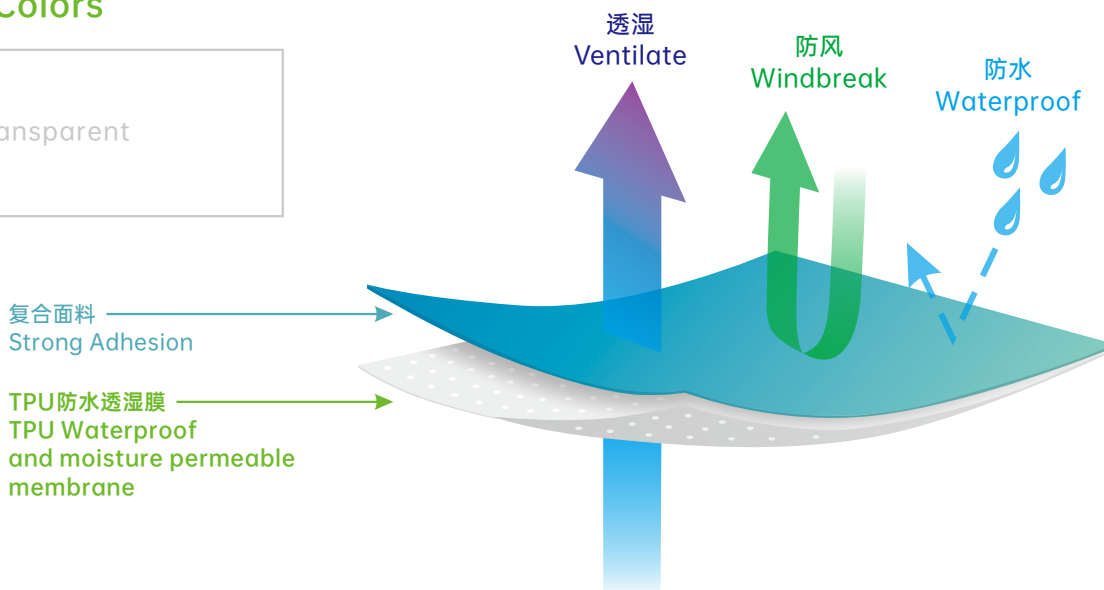 Colors
ansparent
透湿
Ventilate
防风
Windbreak
防水
Waterproof
复合面料
Strong Adhesion
TPU防水透湿膜
TPU Waterproof
and moisture permeable
membrane